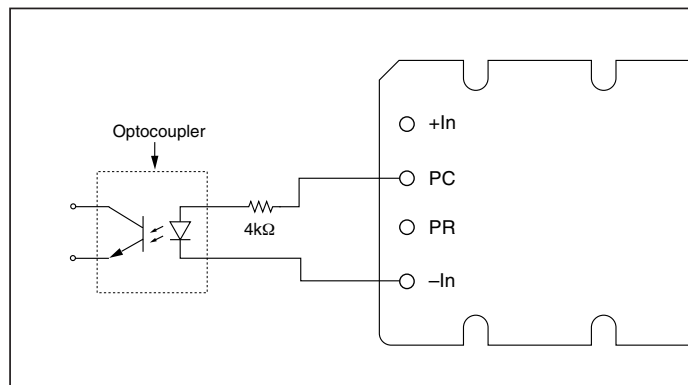 Optocoupler
4kΩ
+In
PC
PR
–In